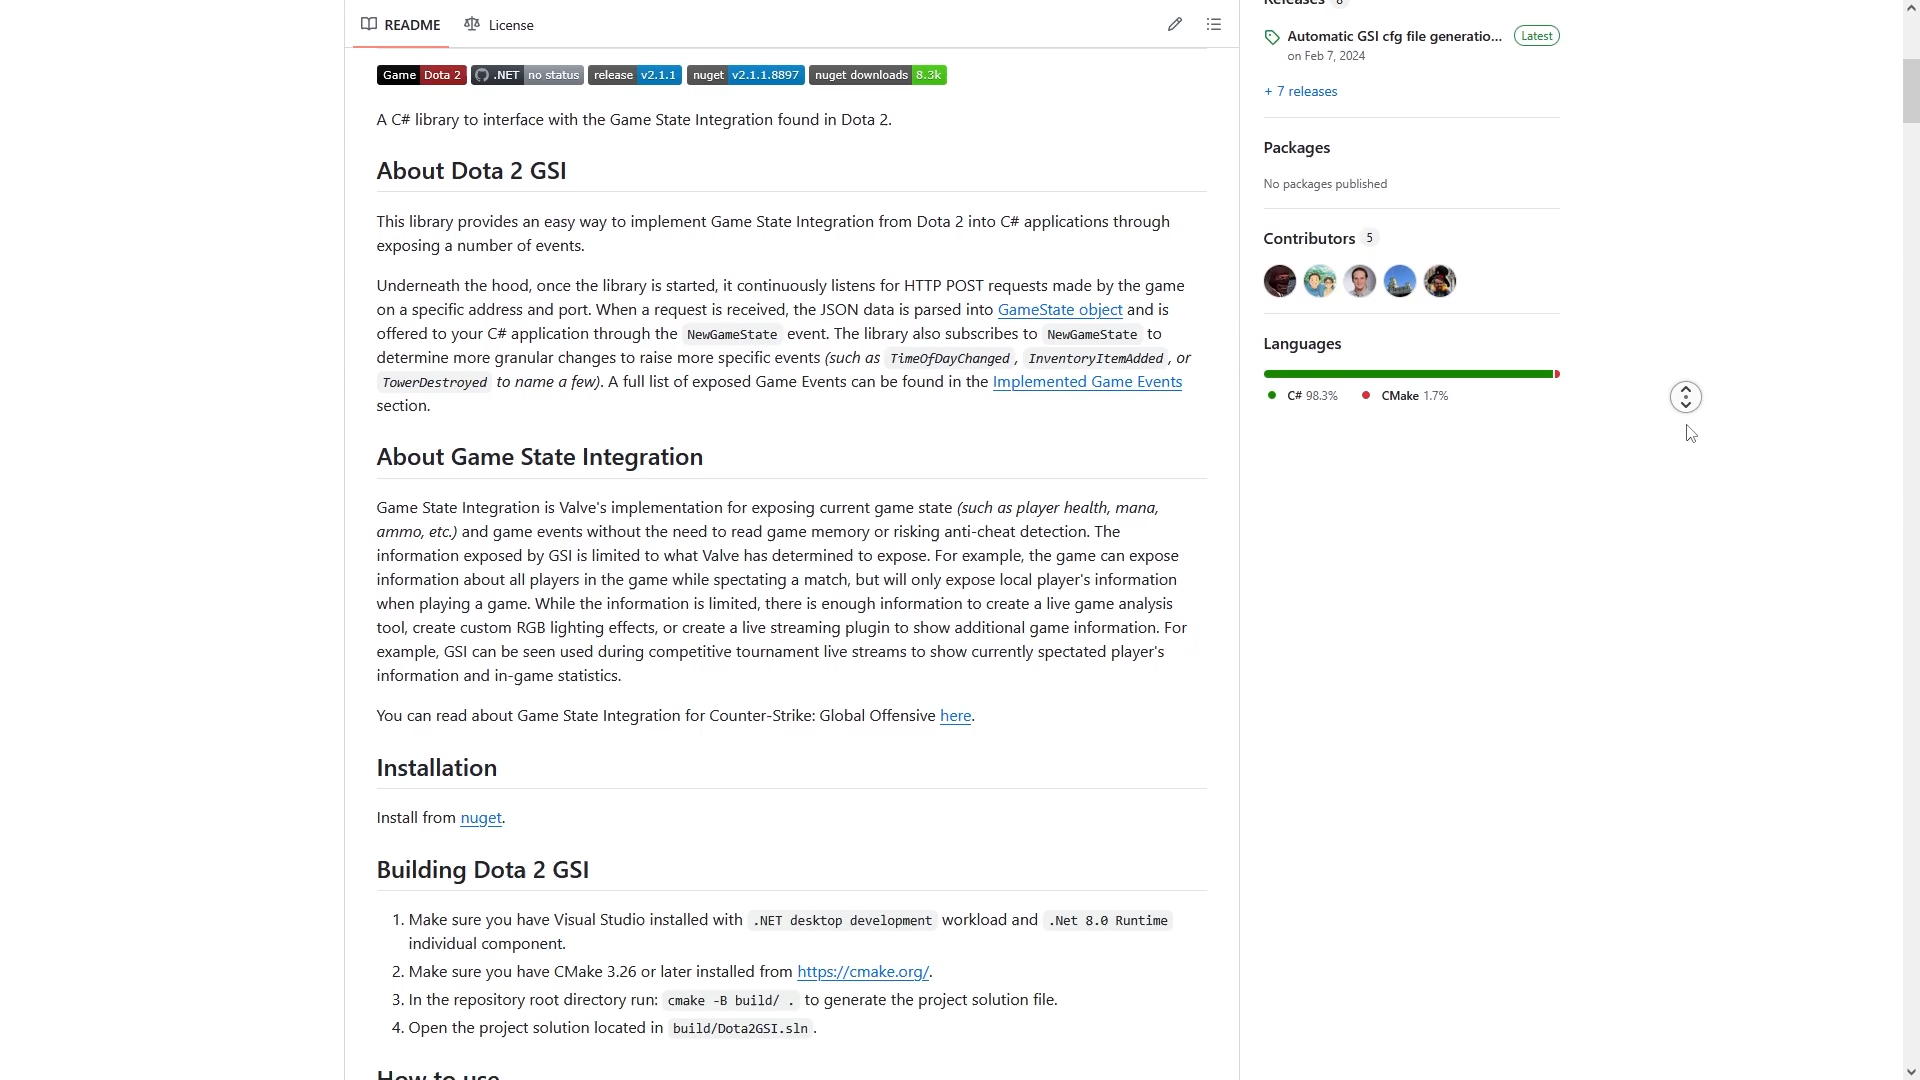 README
License
Game Dota 2 .NET no status release v2.1.1 nuget v2.1.1.8897 nuget downloads 8.3k
A C# library to interface with the Game State Integration found in Dota 2.
About Dota 2 GSI
This library provides an easy way to implement Game State Integration from Dota 2 into C# applications through
exposing a number of events.
Underneath the hood, once the library is started, it continuously listens for HTTP POST requests made by the game
on a specific address and port. When a request is received, the JSON data is parsed into GameState object and is
offered to your C# application through the NewGameState event. The library also subscribes to NewGameState to
determine more granular changes to raise more specific events (such as TimeOfDayChanged, InventoryItemAdded, or
TowerDestroyed to name a few). A full list of exposed Game Events can be found in the Implemented Game Events
section.
About Game State Integration
Game State Integration is Valve's implementation for exposing current game state (such as player health, mana,
ammo, etc.) and game events without the need to read game memory or risking anti-cheat detection. The
information exposed by GSI is limited to what Valve has determined to expose. For example, the game can expose
information about all players in the game while spectating a match, but will only expose local player's information
when playing a game. While the information is limited, there is enough information to create a live game analysis
tool, create custom RGB lighting effects, or create a live streaming plugin to show additional game information. For
example, GSI can be seen used during competitive tournament live streams to show currently spectated player's
information and in-game statistics.
You can read about Game State Integration for Counter-Strike: Global Offensive here.
Installation
Install from nuget.
Building Dota 2 GSI
1. Make sure you have Visual Studio installed with .NET desktop development workload and .Net 8.0 Runtime
individual component.
2. Make sure you have CMake 3.26 or later installed from https://cmake.org/.
3. In the repository root directory run: cmake -B build/ . to generate the project solution file.
4. Open the project solution located in build/Dota2GSI.sln.
How to use
Releases 8
Automatic GSI cfg file generatio... Latest
on Feb 7, 2024
+ 7 releases
Packages
No packages published
Contributors 5
Languages
C# 98.3% CMake 1.7%